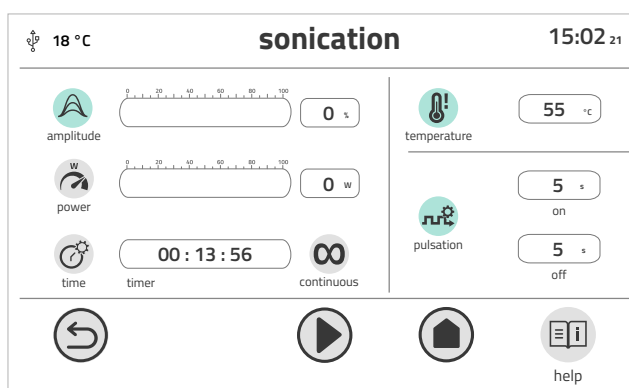 18 °C sonication 15:02 21
0 20 40 60 80 100
0 %
amplitude
55 °C
temperature
W
0 20 40 60 80 100
0 W
power
5 s
on
pulsation
5 s
off
00 : 13 : 56
time timer continuous
help